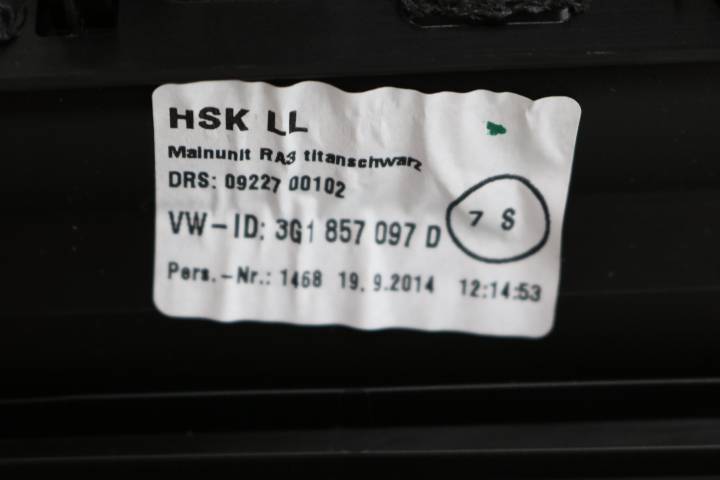 HSK LL
Mainunit RA3 titanschwarz
DRS: 09227 00102
VW-ID: 3G1 857 097 D
7 S
Pers.-Nr.: 1468 19. 9.2014 12:14:53